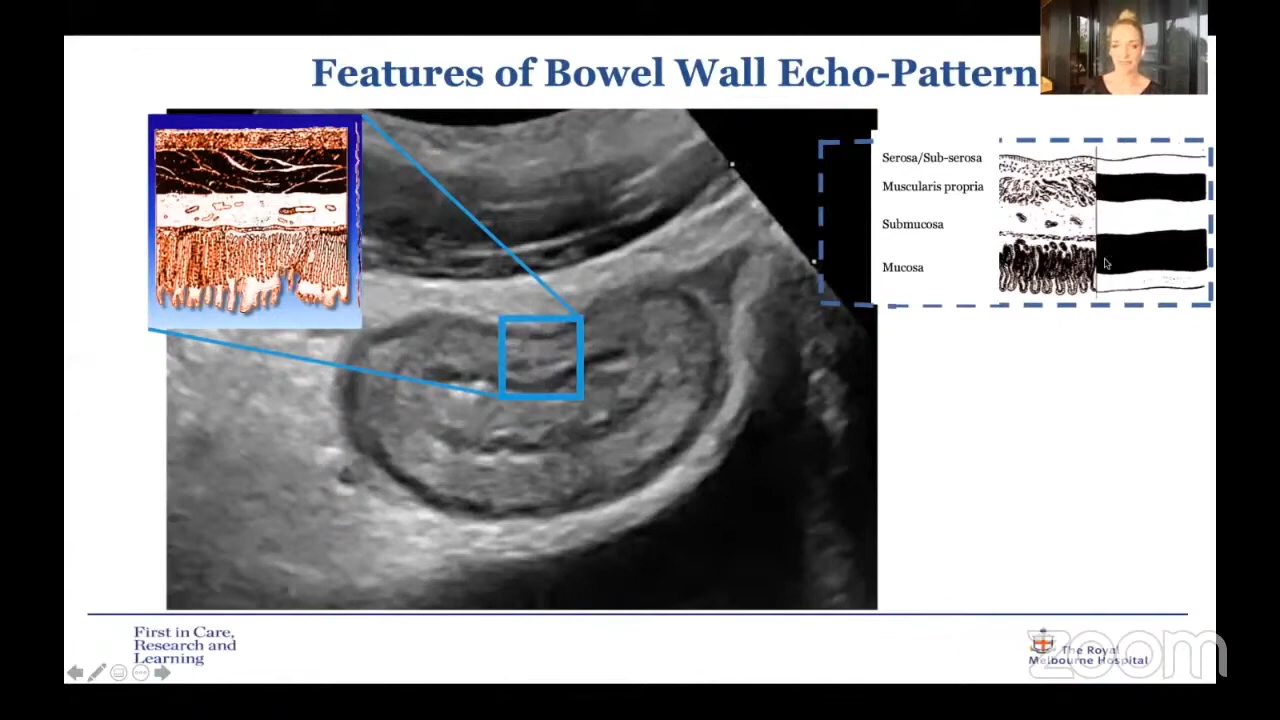 Features of Bowel Wall Echo-Pattern
Serosa/Sub-serosa
Muscularis propria
Submucosa
Mucosa
First in Care,
Research and
Learning
The Royal
Melbourne Hospital
zoom